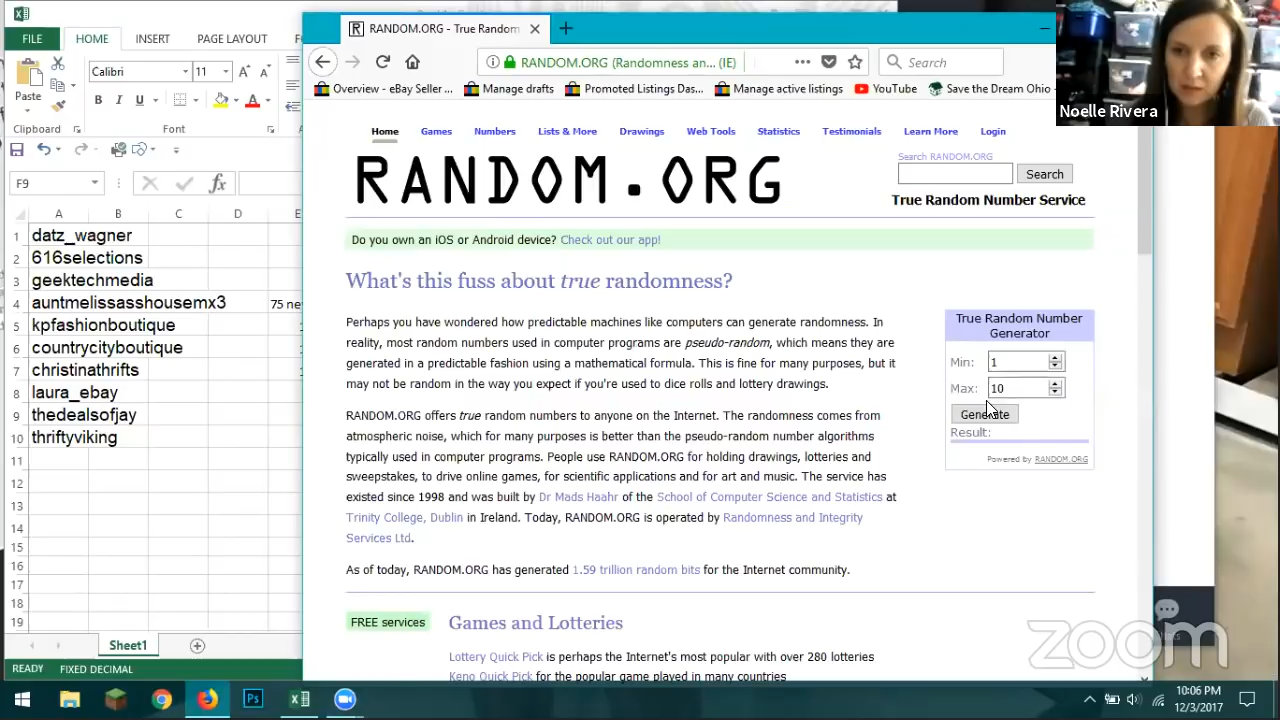 FILE
HOME
INSERT
PAGE LAYOUT
Calibri
11
Paste
B I U
Clipboard
Font
F9
fx
A B C D E
1 datz_wagner
2 616selections
3 geektechmedia
4 auntmelissasshousemx3 75 ne
5 kpfashionboutique
6 countrycityboutique
7 christinathrifts
8 laura_ebay
9 thedealsofjay
10 thriftyviking
11
12
13
14
15
16
17
18
19
Sheet1
READY FIXED DECIMAL
RANDOM.ORG - True Random
RANDOM.ORG (Randomness an... (IE)
Search
Overview - eBay Seller ...
Manage drafts
Promoted Listings Das...
Manage active listings
YouTube
Save the Dream Ohio -
Noelle Rivera
Home
Games
Numbers
Lists & More
Drawings
Web Tools
Statistics
Testimonials
Learn More
Login
RANDOM.ORG
Search RANDOM.ORG
Search
True Random Number Service
Do you own an iOS or Android device? Check out our app!
What's this fuss about true randomness?
Perhaps you have wondered how predictable machines like computers can generate randomness. In
reality, most random numbers used in computer programs are pseudo-random, which means they are
generated in a predictable fashion using a mathematical formula. This is fine for many purposes, but it
may not be random in the way you expect if you're used to dice rolls and lottery drawings.
RANDOM.ORG offers true random numbers to anyone on the Internet. The randomness comes from
atmospheric noise, which for many purposes is better than the pseudo-random number algorithms
typically used in computer programs. People use RANDOM.ORG for holding drawings, lotteries and
sweepstakes, to drive online games, for scientific applications and for art and music. The service has
existed since 1998 and was built by Dr Mads Haahr of the School of Computer Science and Statistics at
Trinity College, Dublin in Ireland. Today, RANDOM.ORG is operated by Randomness and Integrity
Services Ltd.
As of today, RANDOM.ORG has generated 1.59 trillion random bits for the Internet community.
True Random Number
Generator
Min: 1
Max: 10
Generate
Result:
Powered by RANDOM.ORG
FREE services
Games and Lotteries
Lottery Quick Pick is perhaps the Internet's most popular with over 280 lotteries
Keno Quick Pick for the popular game played in many countries
zoom
10:06 PM
12/3/2017